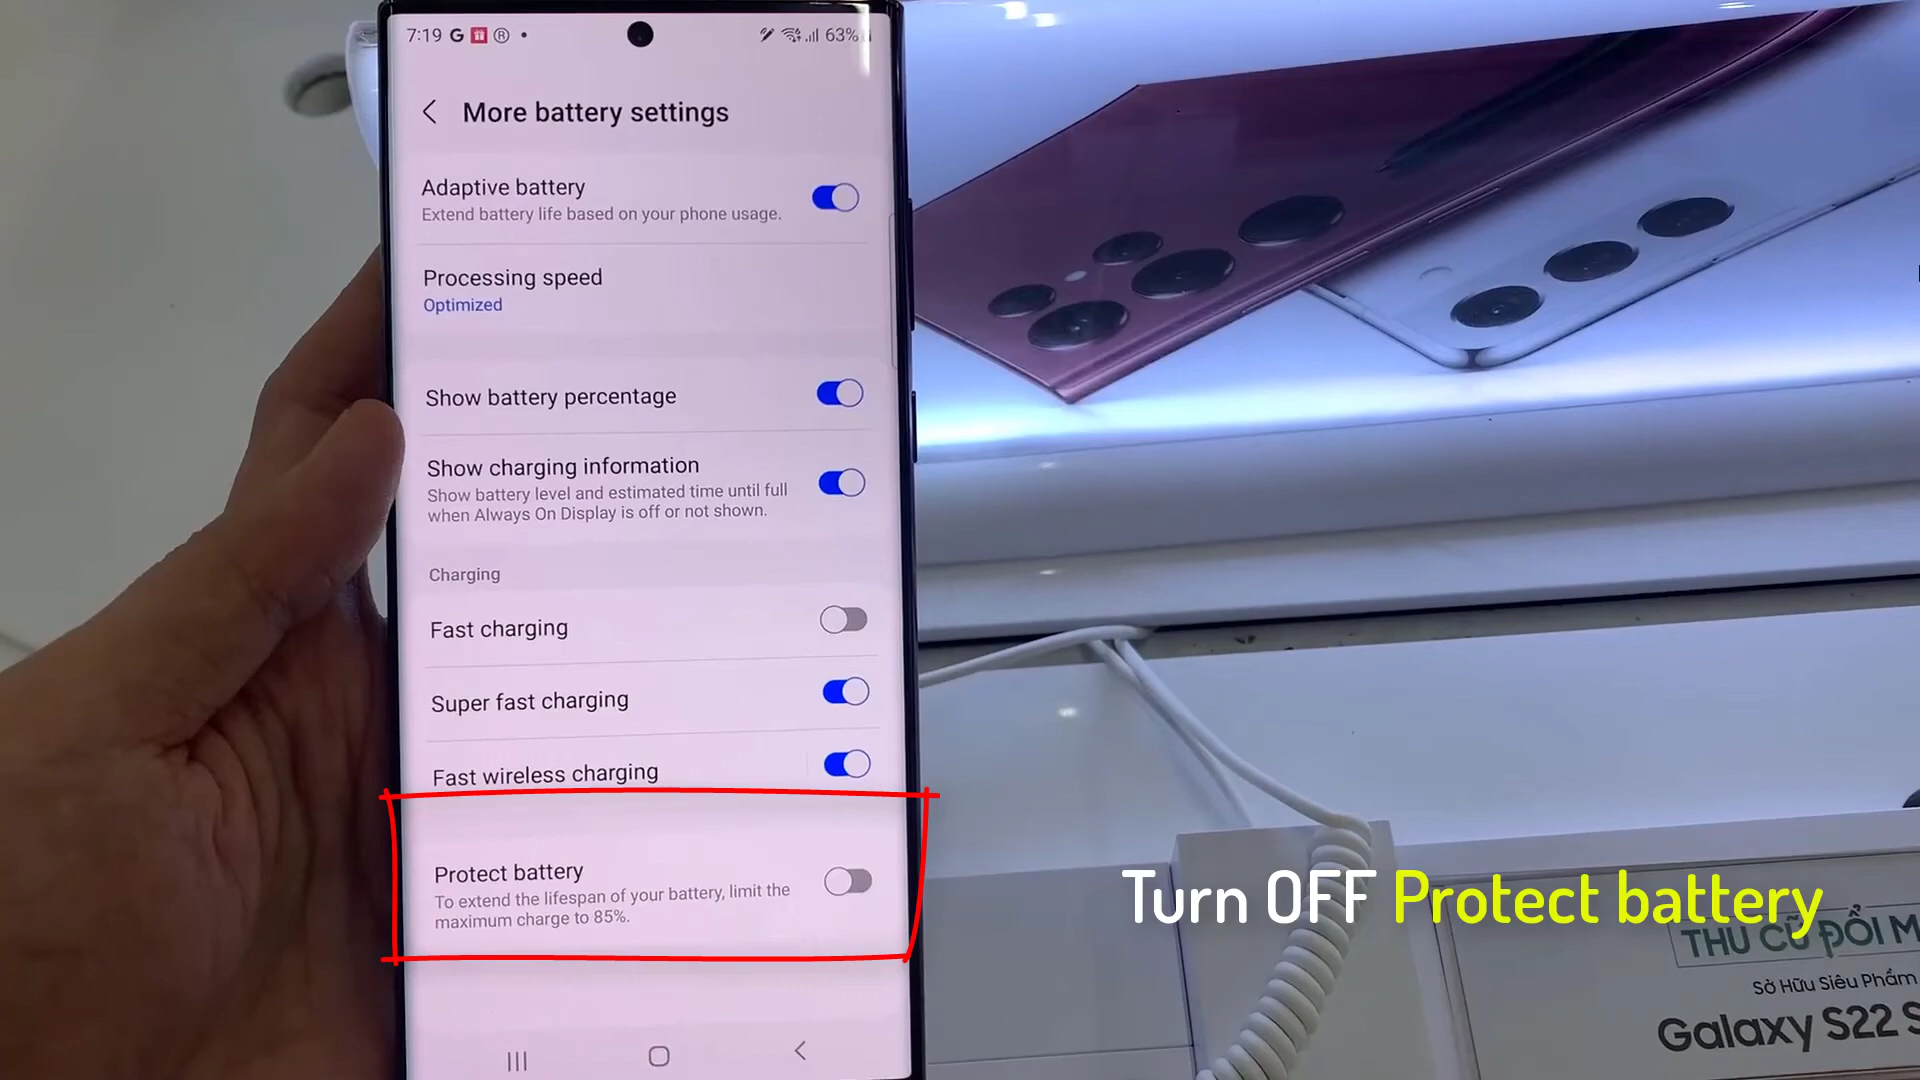 7:19 G ® • 63%
More battery settings
Adaptive battery
Extend battery life based on your phone usage.
Processing speed
Optimized
Show battery percentage
Show charging information
Show battery level and estimated time until full
when Always On Display is off or not shown.
Charging
Fast charging
Super fast charging
Fast wireless charging
Protect battery
To extend the lifespan of your battery, limit the
maximum charge to 85%.
Turn OFF Protect battery
THU CŨ ĐỔI
Sở Hữu Siêu Phẩm
Galaxy S22